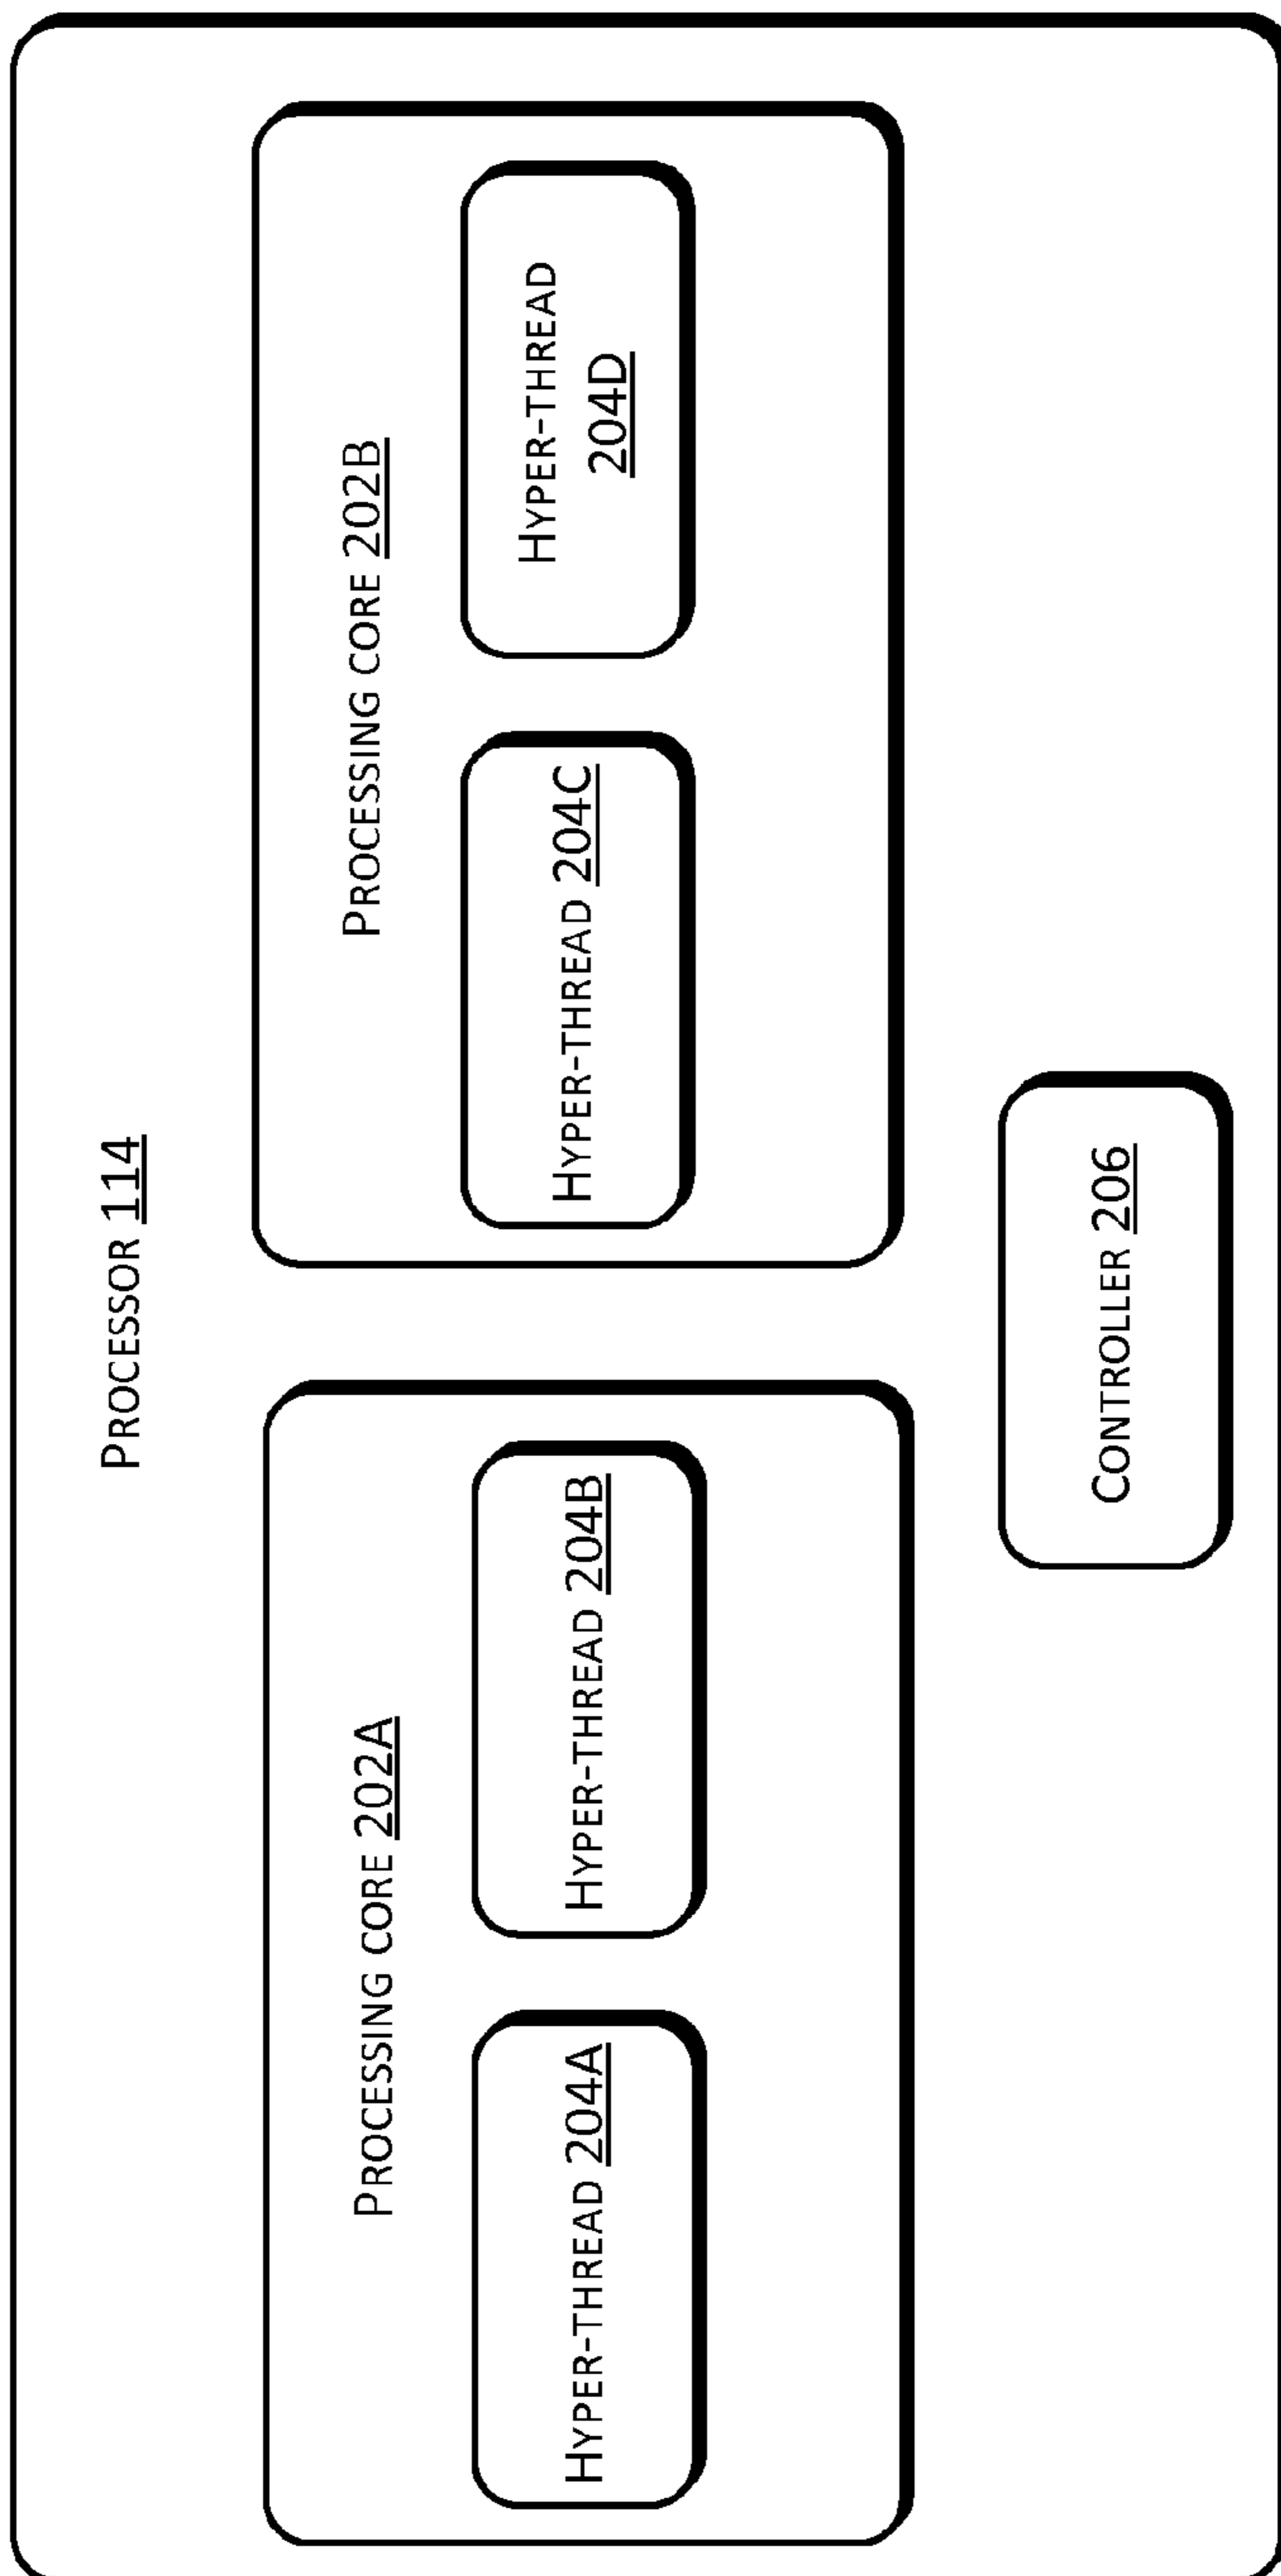 PROCESSOR 114
PROCESSING CORE 202A
HYPER-THREAD 204A
HYPER-THREAD 204B
PROCESSING CORE 202B
HYPER-THREAD 204C
HYPER-THREAD
204D
CONTROLLER 206